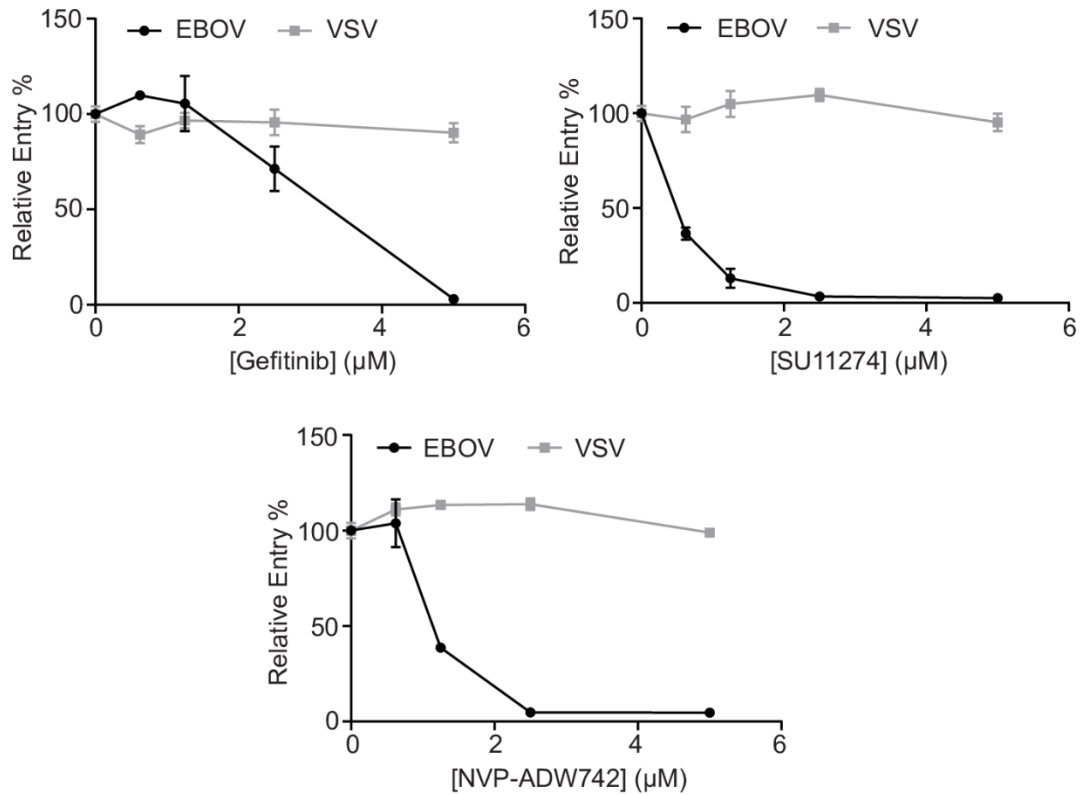 EBOV VSV
Relative Entry %
150
100
50
0
0 2 4 6
[Gefitinib] (µM)
EBOV VSV
Relative Entry %
150
100
50
0
0 2 4 6
[SU11274] (µM)
EBOV VSV
Relative Entry %
150
100
50
0
0 2 4 6
[NVP-ADW742] (µM)